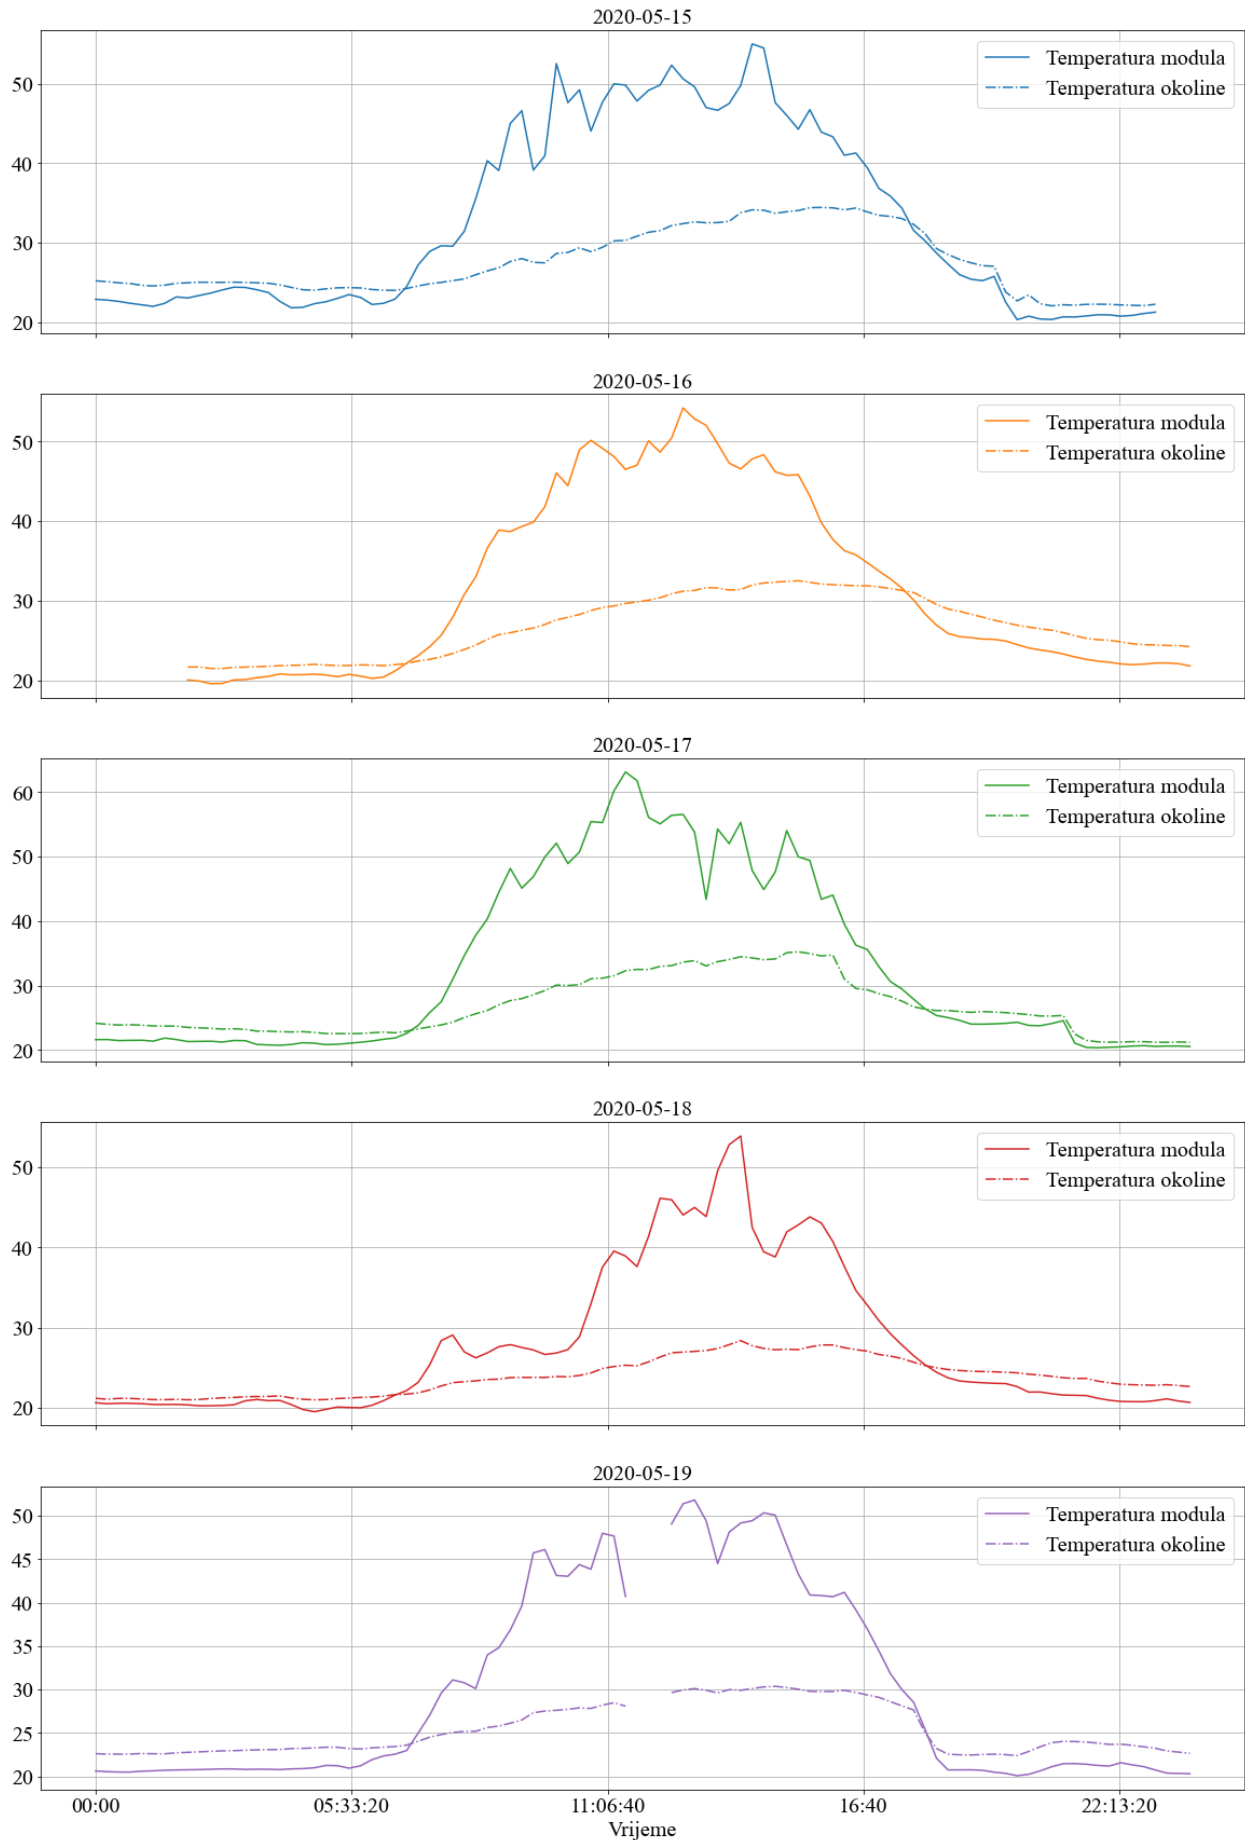 2020-05-15
50
40
30
20
Temperatura modula
Temperatura okoline
2020-05-16
50
40
30
20
Temperatura modula
Temperatura okoline
2020-05-17
60
50
40
30
20
Temperatura modula
Temperatura okoline
2020-05-18
50
40
30
20
Temperatura modula
Temperatura okoline
2020-05-19
50
45
40
35
30
25
20
Temperatura modula
Temperatura okoline
00:00 05:33:20 11:06:40 16:40 22:13:20
Vrijeme